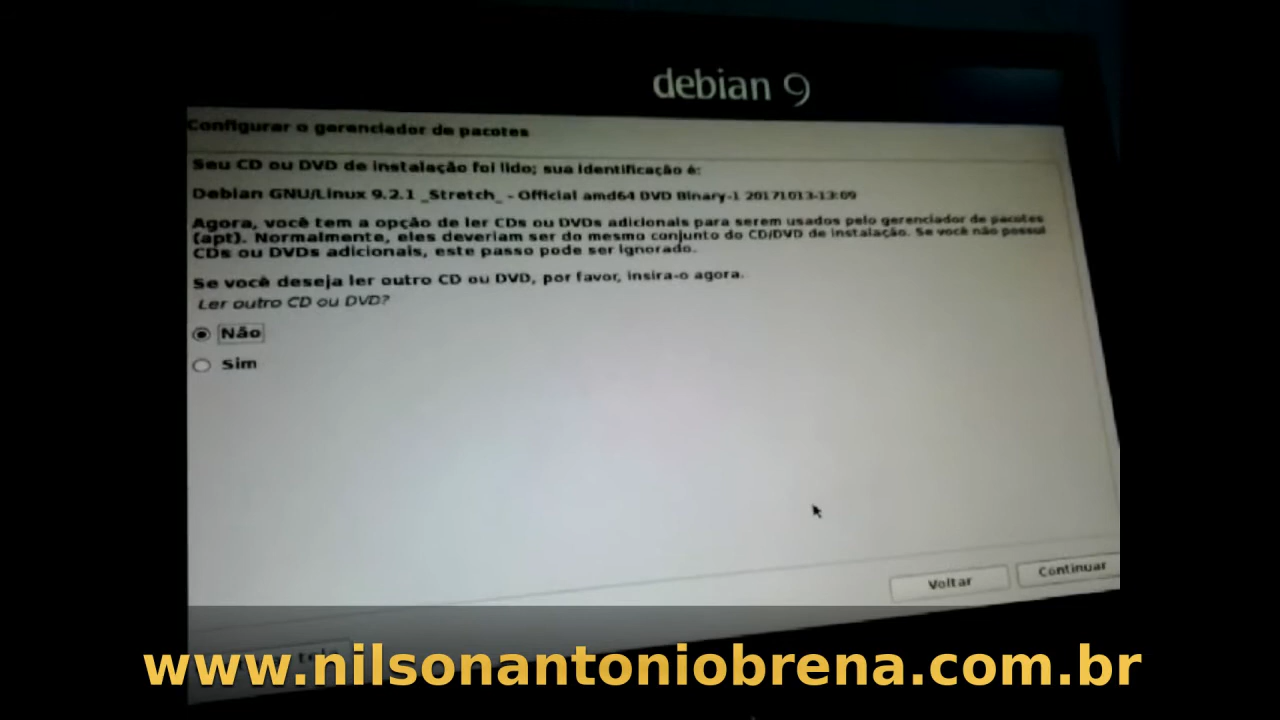 debian 9
Configurar o gerenciador de pacotes
Seu CD ou DVD de instalação foi lido; sua identificação é:
Debian GNU/Linux 9.2.1 _Stretch_ - Official amd64 DVD Binary-1 20171013-13:09
Agora, você tem a opção de ler CDs ou DVDs adicionais para serem usados pelo gerenciador de pacotes
(apt). Normalmente, eles deveriam ser do mesmo conjunto do CD/DVD de instalação. Se você não possui
CDs ou DVDs adicionais, este passo pode ser ignorado.
Se você deseja ler outro CD ou DVD, por favor, insira-o agora.
Ler outro CD ou DVD?
Não
Sim
Voltar
Continuar
www.nilsonantoniobrena.com.br